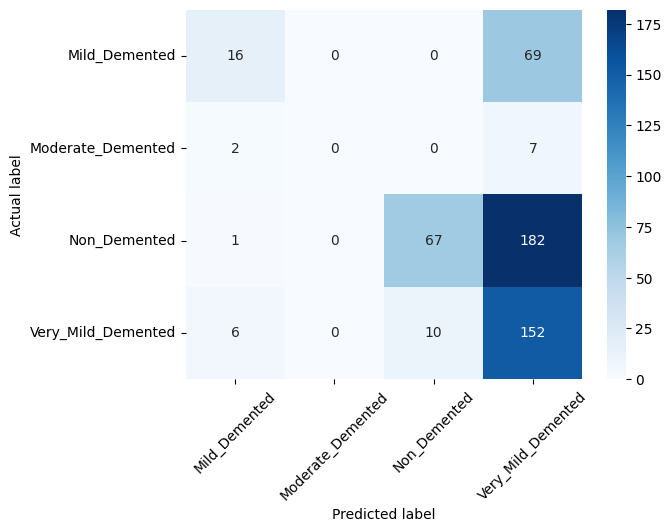 Actual label
Mild_Demented
16 0 0 69
Moderate_Demented
2 0 0 7
Non_Demented
1 0 67 182
Very_Mild_Demented
6 0 10 152
Mild_Demented
Moderate_Demented
Non_Demented
Very_Mild_Demented
Predicted label
175
150
125
100
75
50
25
0